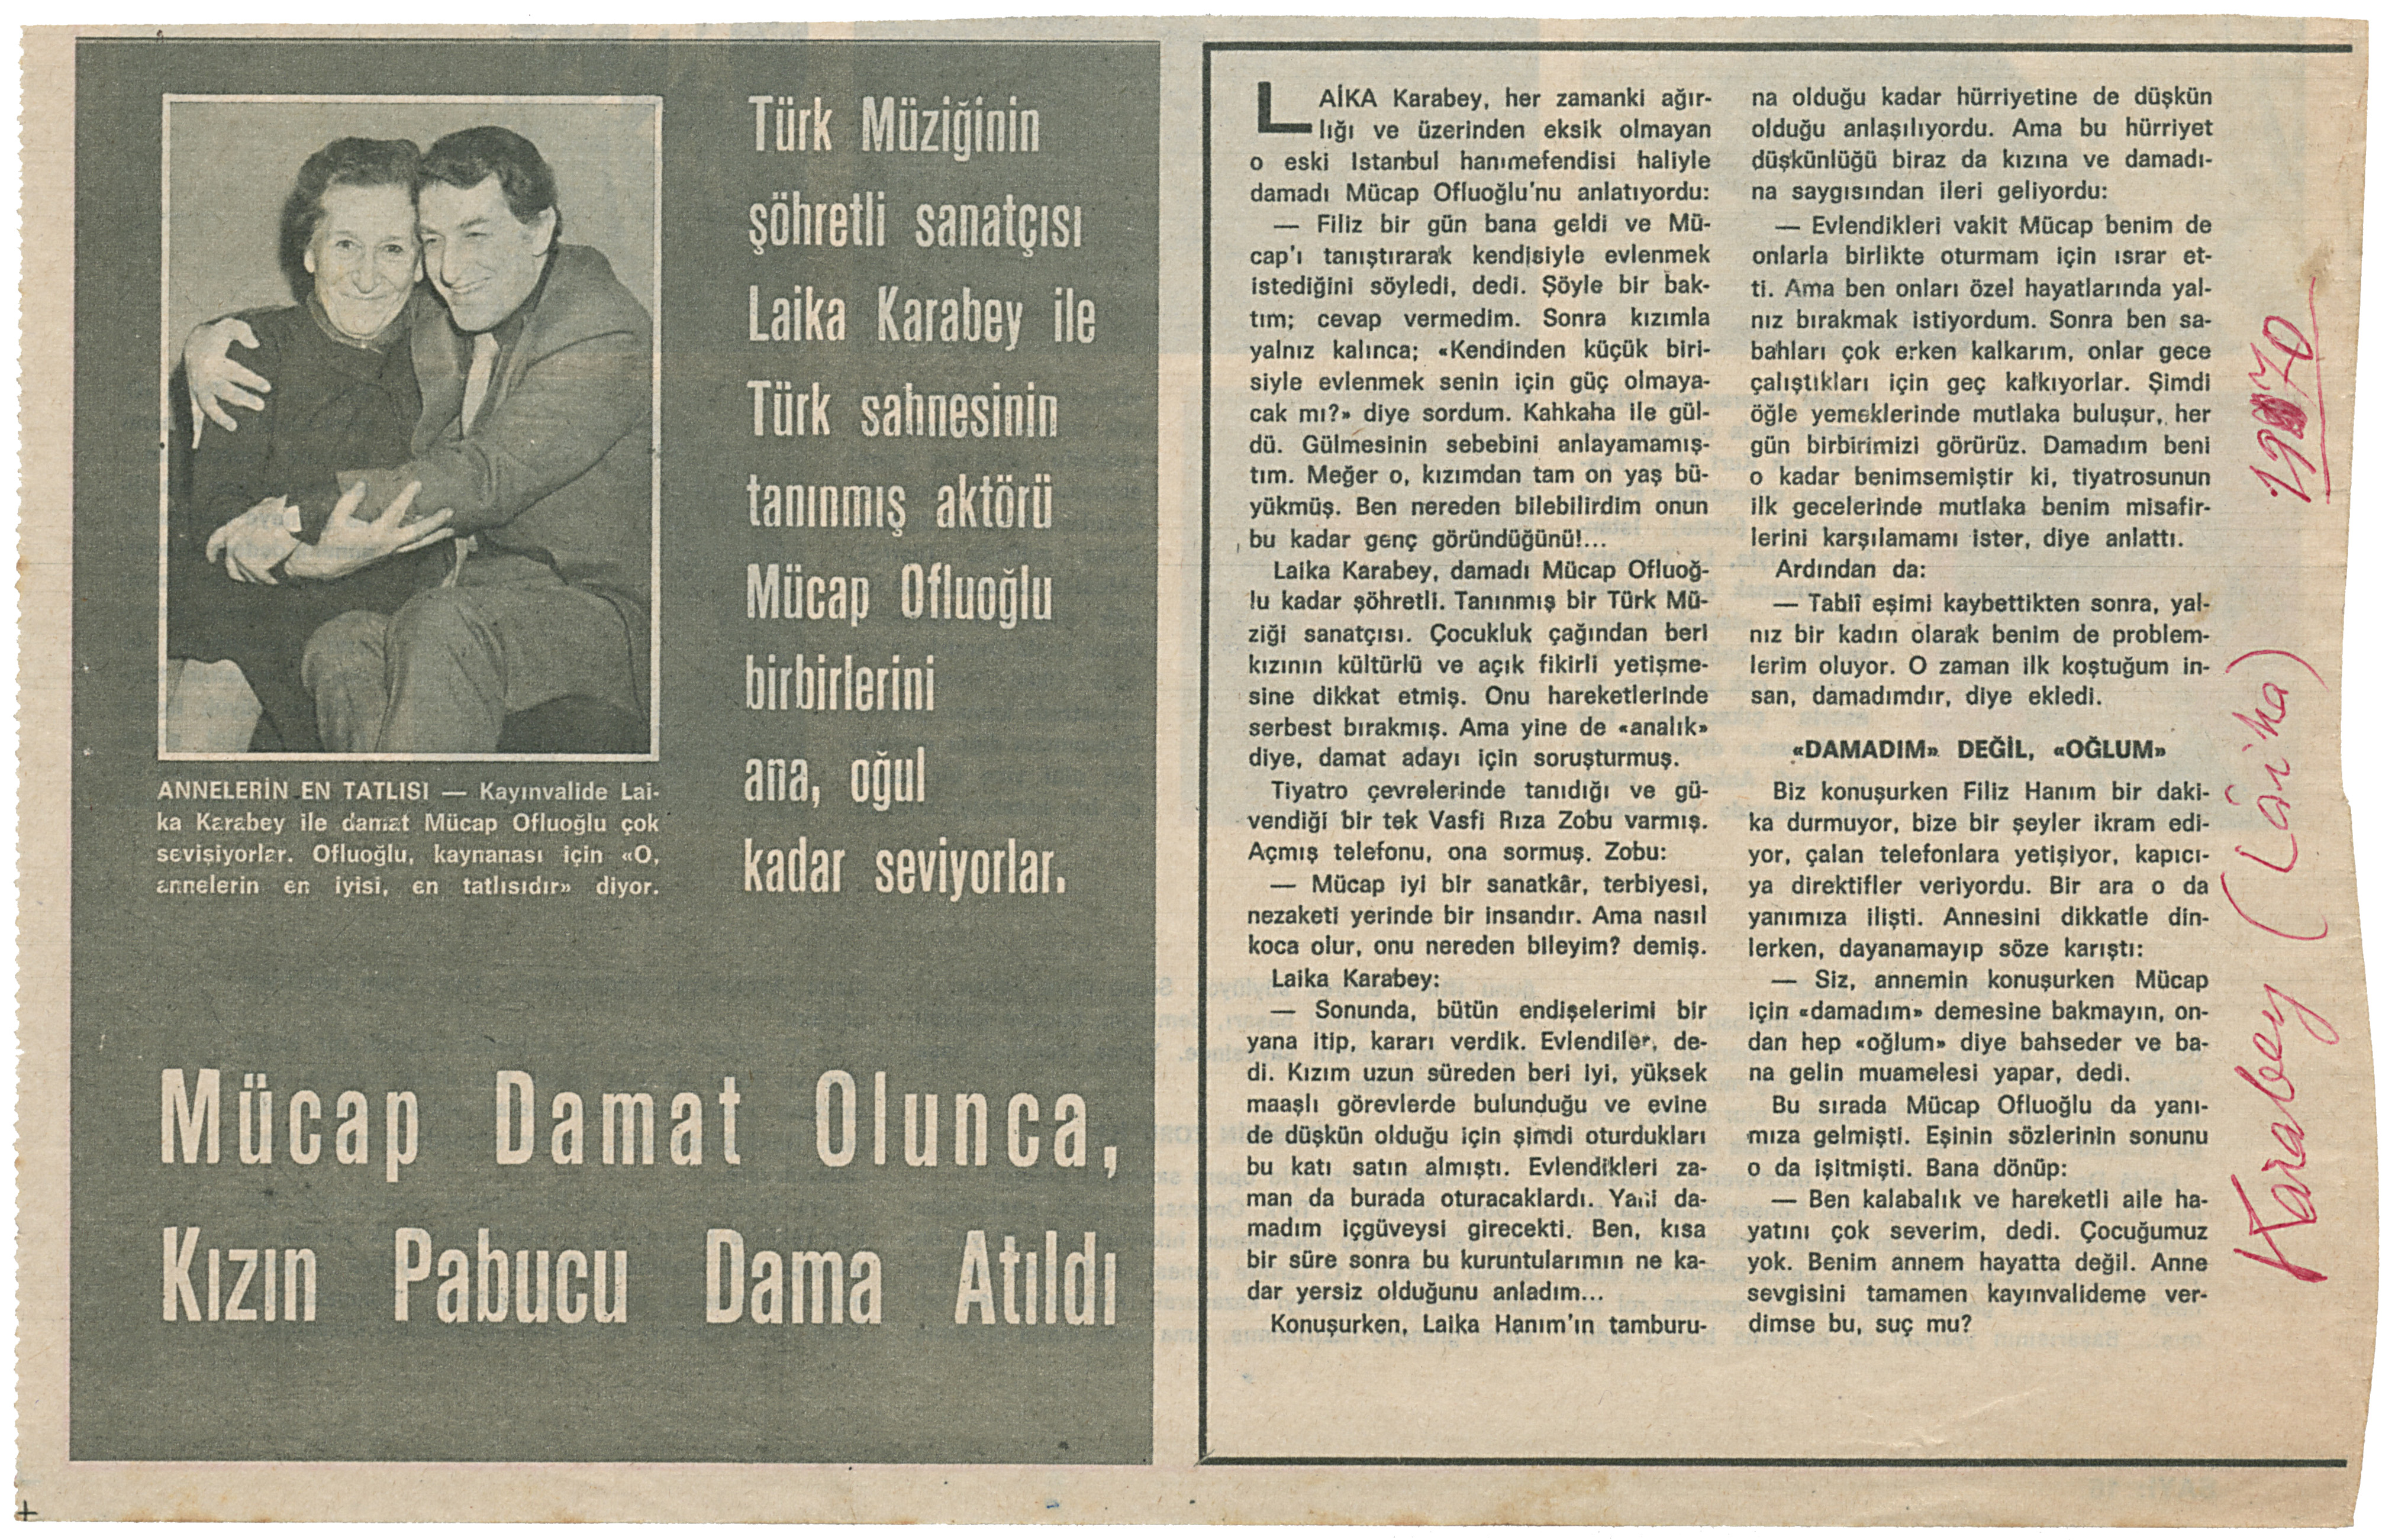 Türk Müziğinin
şöhretli sanatçısı
Laika Karabey ile
Türk sahnesinin
tanınmış aktörü
Mücap Ofluoğlu
birbirlerini
ana, oğul
kadar seviyorlar.
ANNELERİN EN TATLISI — Kayınvalide Lai-
ka Karabey ile damat Mücap Ofluoğlu çok
sevişiyorlar. Ofluoğlu, kaynanası için «O,
annelerin en iyisi, en tatlısıdır» diyor.
Mücap Damat Olunca,
Kızın Pabucu Dama Atıldı
LAİKA Karabey, her zamanki ağır-
lığı ve üzerinden eksik olmayan
o eski Istanbul hanımefendisi haliyle
damadı Mücap Ofluoğlu'nu anlatıyordu:
— Filiz bir gün bana geldi ve Mü-
cap'ı tanıştırarak kendisiyle evlenmek
istediğini söyledi, dedi. Şöyle bir bak-
tım; cevap vermedim. Sonra kızımla
yalnız kalınca; «Kendinden küçük biri-
siyle evlenmek senin için güç olmaya-
cak mı?» diye sordum. Kahkaha ile gül-
dü. Gülmesinin sebebini anlayamamış-
tım. Meğer o, kızımdan tam on yaş bü-
yükmüş. Ben nereden bilebilirdim onun
bu kadar genç göründüğünü!...
Laika Karabey, damadı Mücap Ofluoğ-
lu kadar şöhretli. Tanınmış bir Türk Mü-
ziği sanatçısı. Çocukluk çağından beri
kızının kültürlü ve açık fikirli yetişme-
sine dikkat etmiş. Onu hareketlerinde
serbest bırakmış. Ama yine de «analık»
diye, damat adayı için soruşturmuş.
Tiyatro çevrelerinde tanıdığı ve gü-
vendiği bir tek Vasfi Rıza Zobu varmış.
Açmış telefonu, ona sormuş. Zobu:
— Mücap iyi bir sanatkâr, terbiyesi,
nezaketi yerinde bir insandır. Ama nasıl
koca olur, onu nereden bileyim? demiş.
Laika Karabey:
— Sonunda, bütün endişelerimi bir
yana itip, kararı verdik. Evlendiler, de-
di. Kızım uzun süreden beri iyi, yüksek
maaşlı görevlerde bulunduğu ve evine
de düşkün olduğu için şimdi oturdukları
bu katı satın almıştı. Evlendikleri za-
man da burada oturacaklardı. Yani da-
madım içgüveysi girecekti. Ben, kısa
bir süre sonra bu kuruntularımın ne ka-
dar yersiz olduğunu anladım...
Konuşurken, Laika Hanım'ın tamburu-
na olduğu kadar hürriyetine de düşkün
olduğu anlaşılıyordu. Ama bu hürriyet
düşkünlüğü biraz da kızına ve damadı-
na saygısından ileri geliyordu:
— Evlendikleri vakit Mücap benim de
onlarla birlikte oturmam için ısrar et-
ti. Ama ben onları özel hayatlarında yal-
nız bırakmak istiyordum. Sonra ben sa-
bahları çok erken kalkarım, onlar gece
çalıştıkları için geç kalkıyorlar. Şimdi
öğle yemeklerinde mutlaka buluşur, her
gün birbirimizi görürüz. Damadım beni
o kadar benimsemiştir ki, tiyatrosunun
ilk gecelerinde mutlaka benim misafir-
lerini karşılamamı ister, diye anlattı.
Ardından da:
— Tabiî eşimi kaybettikten sonra, yal-
nız bir kadın olarak benim de problem-
lerim oluyor. O zaman ilk koştuğum in-
san, damadımdır, diye ekledi.
«DAMADIM» DEĞİL, «OĞLUM»
Biz konuşurken Filiz Hanım bir daki-
ka durmuyor, bize bir şeyler ikram edi-
yor, çalan telefonlara yetişiyor, kapıcı-
ya direktifler veriyordu. Bir ara o da
yanımıza ilişti. Annesini dikkatle din-
lerken, dayanamayıp söze karıştı:
— Siz, annemin konuşurken Mücap
için «damadım» demesine bakmayın, on-
dan hep «oğlum» diye bahseder ve ba-
na gelin muamelesi yapar, dedi.
Bu sırada Mücap Ofluoğlu da yanı-
mıza gelmişti. Eşinin sözlerinin sonunu
o da işitmişti. Bana dönüp:
— Ben kalabalık ve hareketli aile ha-
yatını çok severim, dedi. Çocuğumuz
yok. Benim annem hayatta değil. Anne
sevgisini tamamen kayınvalideme ver-
dimse bu, suç mu?
Karabey (Lâika) 1970